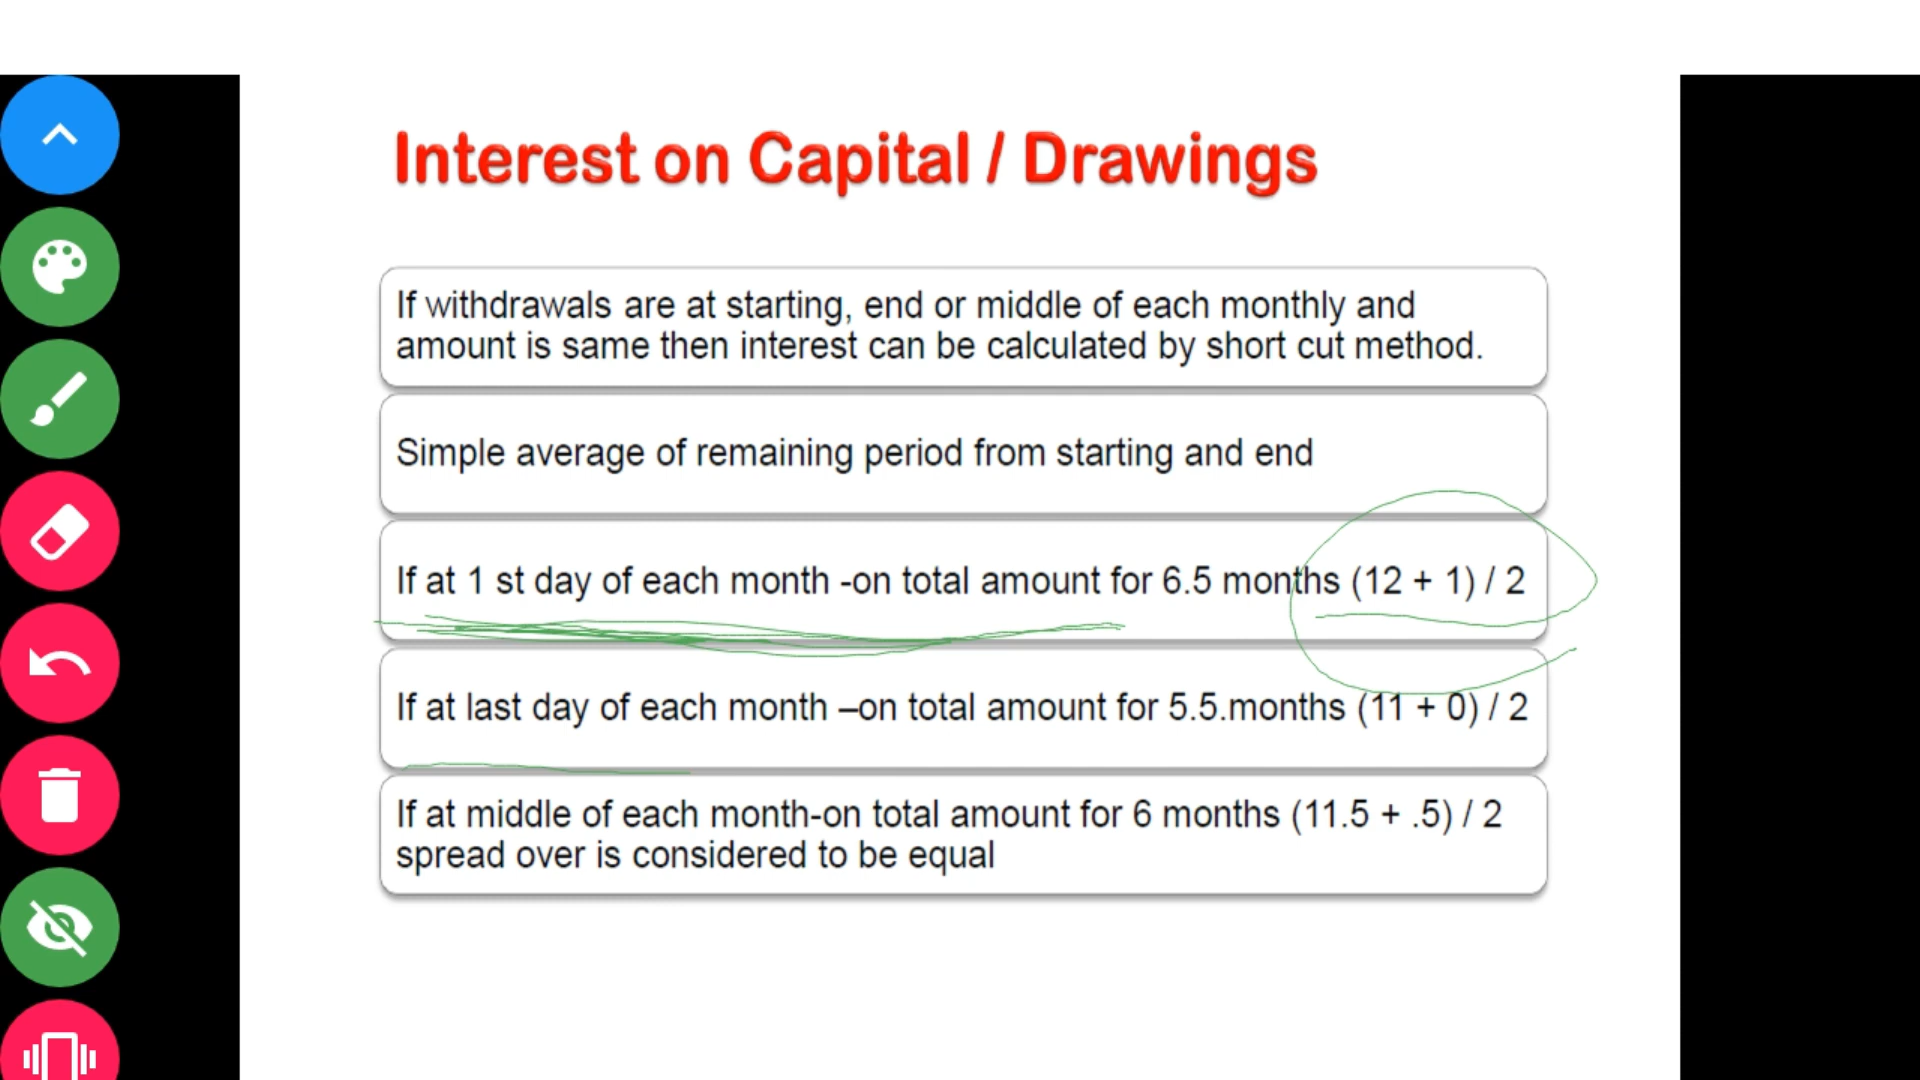 Interest on Capital / Drawings
If withdrawals are at starting, end or middle of each monthly and
amount is same then interest can be calculated by short cut method.
Simple average of remaining period from starting and end
If at 1 st day of each month -on total amount for 6.5 months (12 + 1) / 2
If at last day of each month –on total amount for 5.5.months (11 + 0) / 2
If at middle of each month-on total amount for 6 months (11.5 + .5) / 2
spread over is considered to be equal